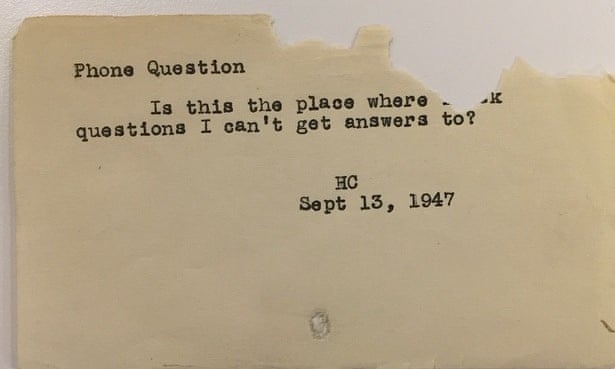 Phone Question
Is this the place where
questions I can't get answers to?
HC
Sept 13, 1947